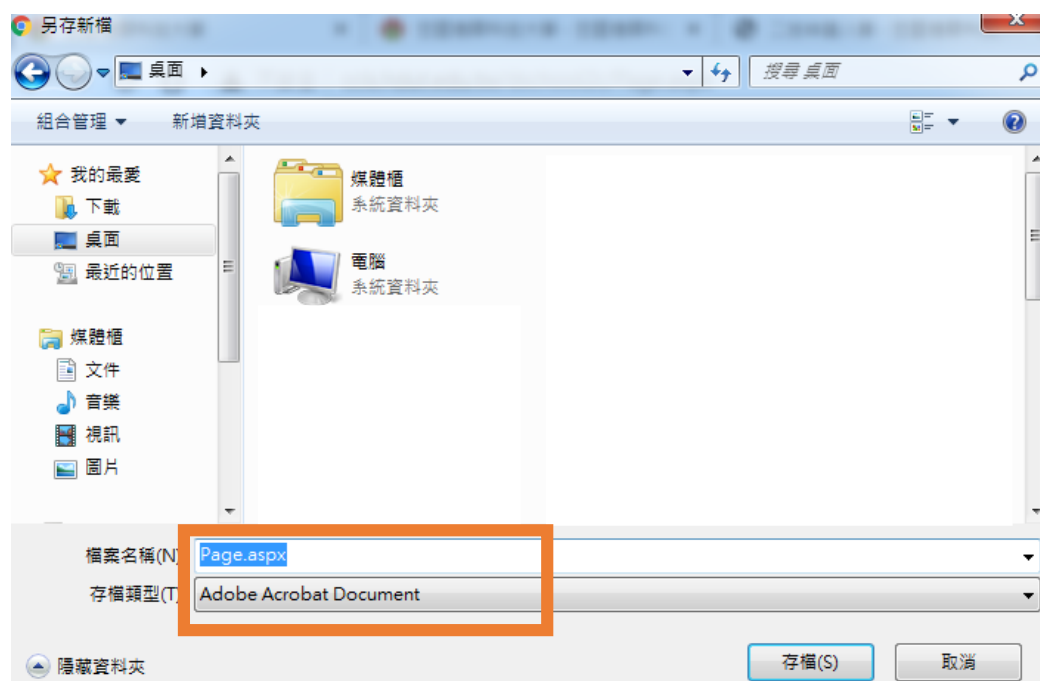 另存新檔
桌面
搜尋 桌面
組合管理
新增資料夾
我的最愛
下載
桌面
最近的位置
媒體櫃
文件
音樂
視訊
圖片
媒體櫃
系統資料夾
電腦
系統資料夾
檔案名稱(N)
Page.aspx
存檔類型(T)
Adobe Acrobat Document
隱藏資料夾
存檔(S)
取消